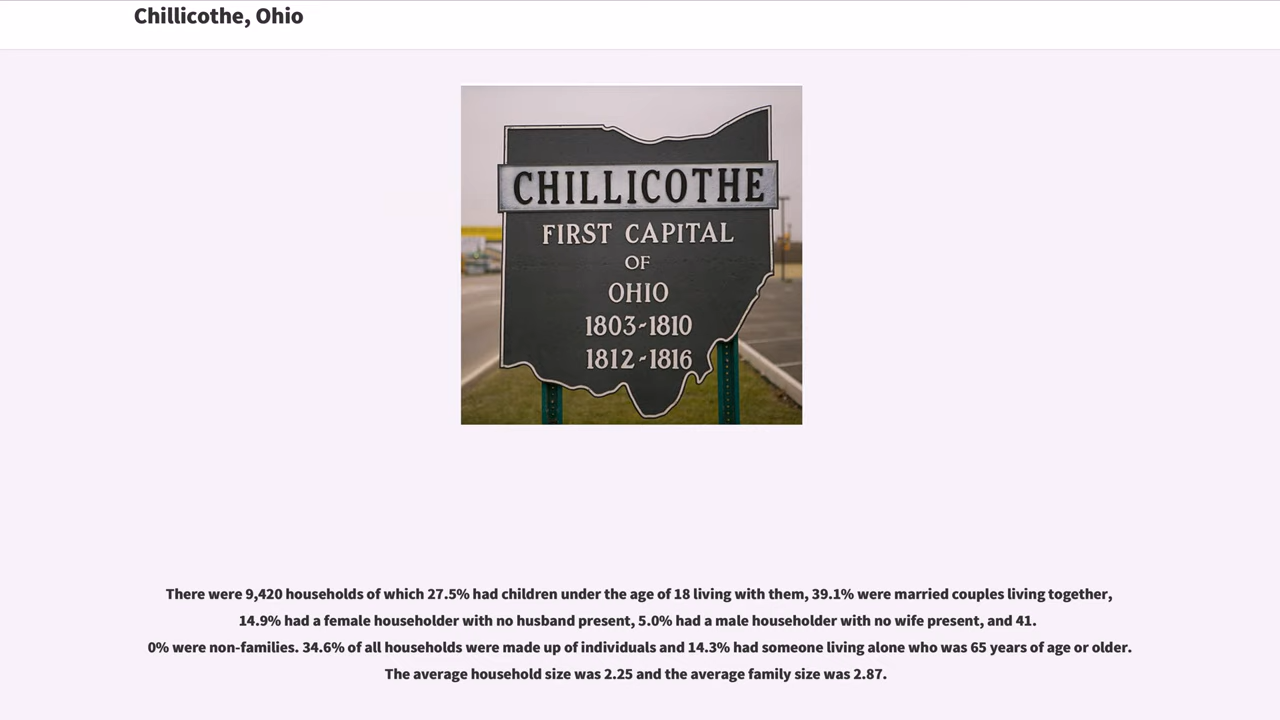 Chillicothe, Ohio
CHILLICOTHE
FIRST CAPITAL
OF
OHIO
1803-1810
1812-1816
There were 9,420 households of which 27.5% had children under the age of 18 living with them, 39.1% were married couples living together,
14.9% had a female householder with no husband present, 5.0% had a male householder with no wife present, and 41.
0% were non-families. 34.6% of all households were made up of individuals and 14.3% had someone living alone who was 65 years of age or older.
The average household size was 2.25 and the average family size was 2.87.